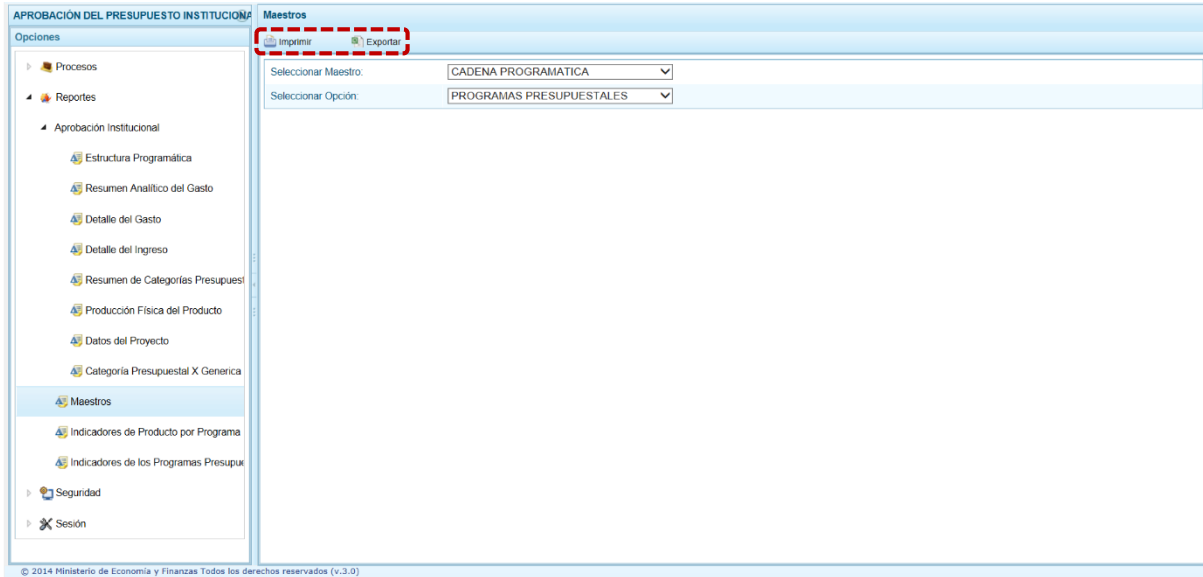 APROBACIÓN DEL PRESUPUESTO INSTITUCIONA
Opciones
Procesos
Reportes
Aprobación Institucional
Estructura Programática
Resumen Analítico del Gasto
Detalle del Gasto
Detalle del Ingreso
Resumen de Categorías Presupuest
Producción Física del Producto
Datos del Proyecto
Categoría Presupuestal X Generica
Maestros
Indicadores de Producto por Programa
Indicadores de los Programas Presupue
Seguridad
Sesión
Maestros
Imprimir Exportar
Seleccionar Maestro: CADENA PROGRAMATICA
Seleccionar Opción: PROGRAMAS PRESUPUESTALES
© 2014 Ministerio de Economía y Finanzas Todos los derechos reservados (v.3.0)